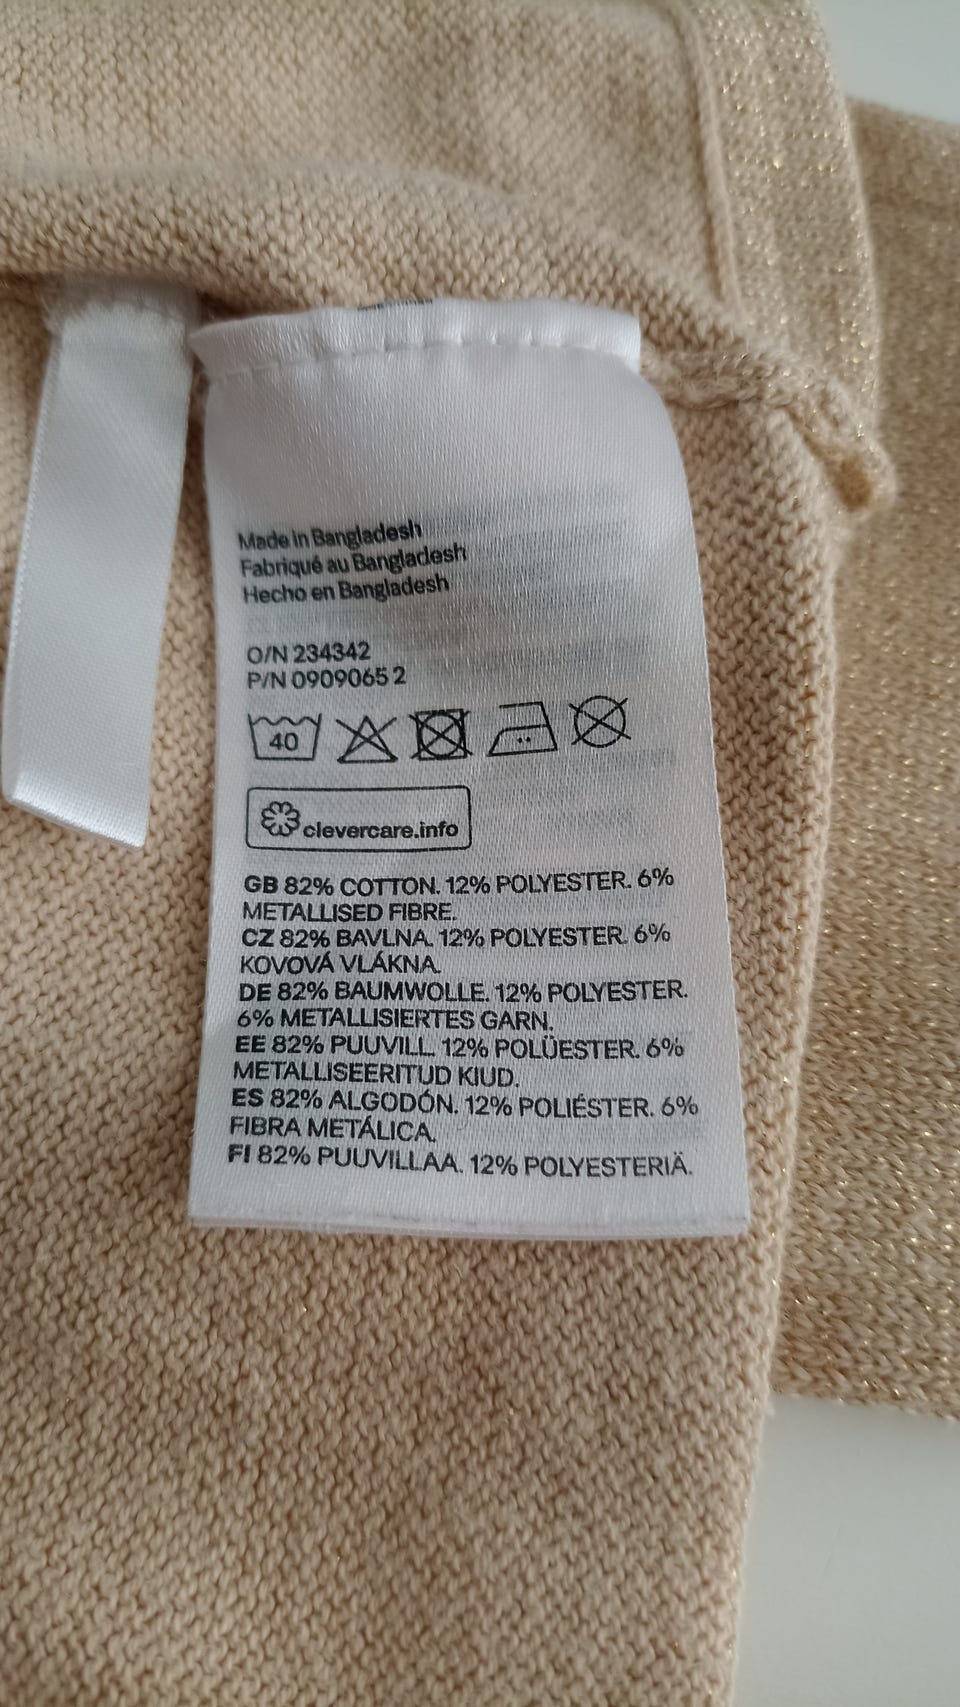 Made in Bangladesh
Fabriqué au Bangladesh
Hecho en Bangladesh
O/N 234342
P/N 0909065 2
40
clevercare.info
GB 82% COTTON. 12% POLYESTER. 6%
METALLISED FIBRE.
CZ 82% BAVLNA. 12% POLYESTER. 6%
KOVOVÁ VLÁKNA.
DE 82% BAUMWOLLE. 12% POLYESTER.
6% METALLISIERTES GARN.
EE 82% PUUVILL. 12% POLÜESTER. 6%
METALLISEERITUD KIUD.
ES 82% ALGODÓN. 12% POLIÉSTER. 6%
FIBRA METÁLICA.
FI 82% PUUVILLAA. 12% POLYESTERIÄ.